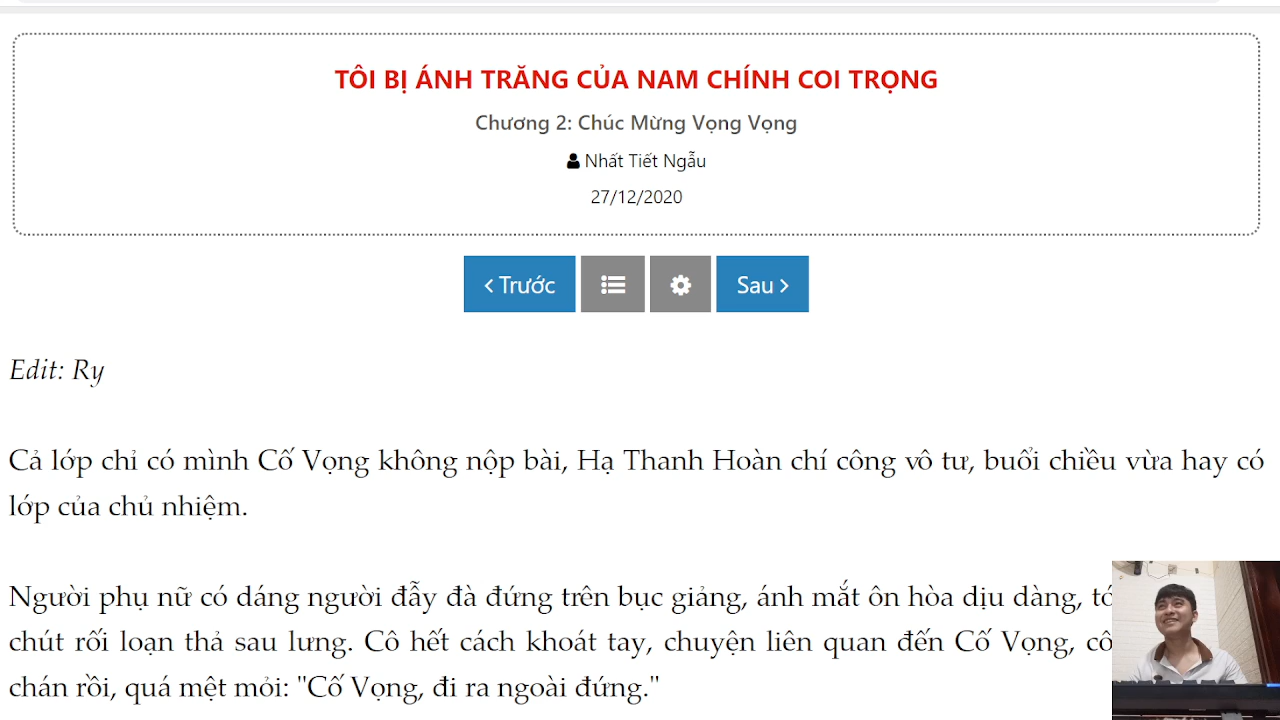 TÔI BỊ ÁNH TRĂNG CỦA NAM CHÍNH COI TRỌNG
Chương 2: Chúc Mừng Vọng Vọng
Nhất Tiết Ngẫu
27/12/2020
Trước
Sau
Edit: Ry
Cả lớp chỉ có mình Cố Vọng không nộp bài, Hạ Thanh Hoàn chí công vô tư, buổi chiều vừa hay có
lớp của chủ nhiệm.
Người phụ nữ có dáng người đẫy đà đứng trên bục giảng, ánh mắt ôn hòa dịu dàng,
chút rối loạn thả sau lưng. Cô hết cách khoát tay, chuyện liên quan đến Cố Vọng, cô
chán rồi, quá mệt mỏi: "Cố Vọng, đi ra ngoài đứng."